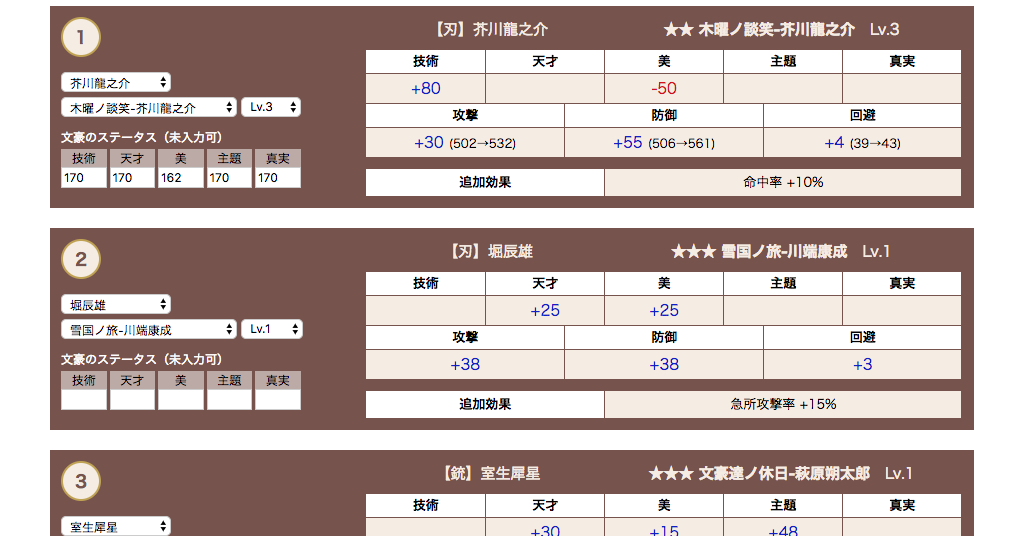 1
芥川龍之介
木曜ノ談笑-芥川龍之介 Lv.3
文豪のステータス（未入力可）
技術 天才 美 主題 真実
170 170 162 170 170
【刃】芥川龍之介 ★★ 木曜ノ談笑-芥川龍之介 Lv.3
技術 天才 美 主題 真実
+80 -50
攻撃 防御 回避
+30 (502→532) +55 (506→561) +4 (39→43)
追加効果 命中率 +10%
2
堀辰雄
雪国ノ旅-川端康成 Lv.1
文豪のステータス（未入力可）
技術 天才 美 主題 真実
【刃】堀辰雄 ★★★ 雪国ノ旅-川端康成 Lv.1
技術 天才 美 主題 真実
+25 +25
攻撃 防御 回避
+38 +38 +3
追加効果 急所攻撃率 +15%
3
室生犀星
【銃】室生犀星 ★★★ 文豪達ノ休日-萩原朔太郎 Lv.1
技術 天才 美 主題 真実
+30 +15 +48